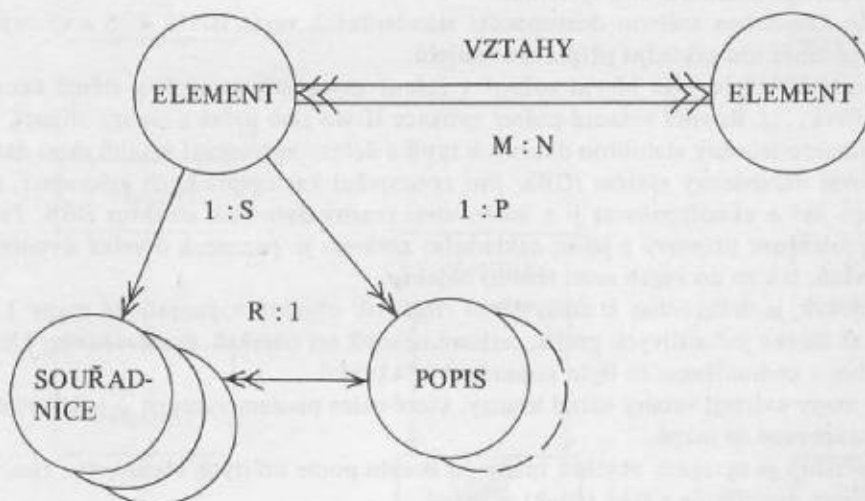 VZTAHY
ELEMENT
ELEMENT
M : N
1 : S
1 : P
R : 1
SOUŘAD-
NICE
POPIS